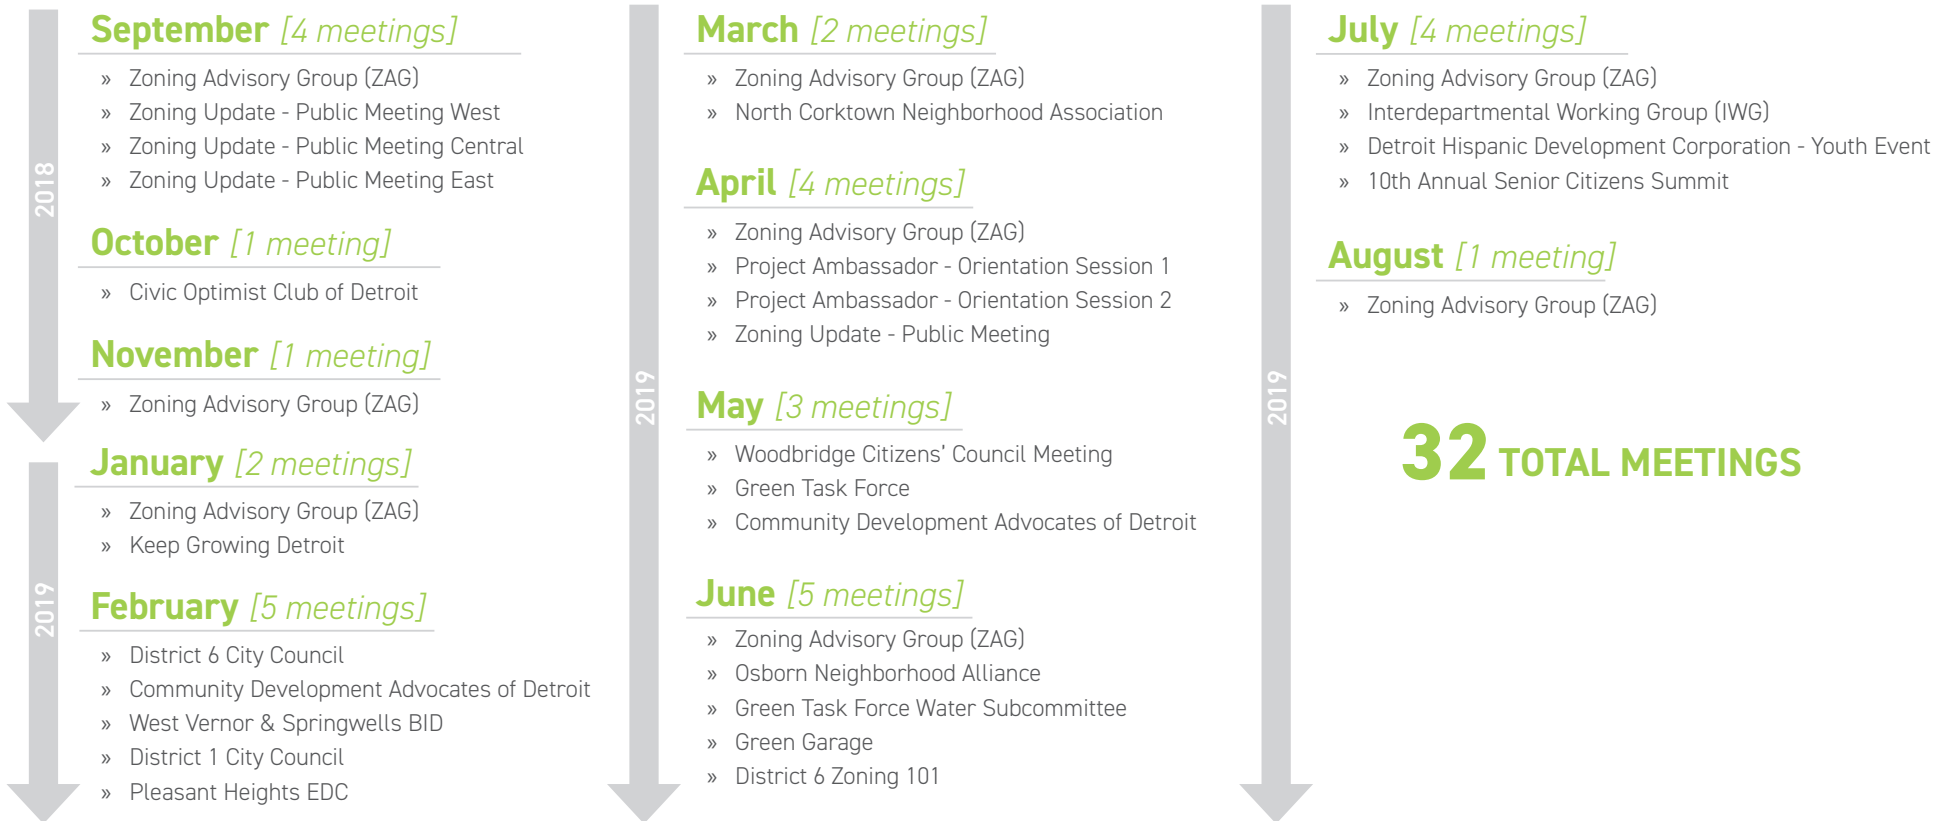 2018
September [4 meetings]
» Zoning Advisory Group (ZAG)
» Zoning Update - Public Meeting West
» Zoning Update - Public Meeting Central
» Zoning Update - Public Meeting East
October [1 meeting]
» Civic Optimist Club of Detroit
November [1 meeting]
» Zoning Advisory Group (ZAG)
2019
January [2 meetings]
» Zoning Advisory Group (ZAG)
» Keep Growing Detroit
February [5 meetings]
» District 6 City Council
» Community Development Advocates of Detroit
» West Vernor & Springwells BID
» District 1 City Council
» Pleasant Heights EDC
2019
March [2 meetings]
» Zoning Advisory Group (ZAG)
» North Corktown Neighborhood Association
April [4 meetings]
» Zoning Advisory Group (ZAG)
» Project Ambassador - Orientation Session 1
» Project Ambassador - Orientation Session 2
» Zoning Update - Public Meeting
May [3 meetings]
» Woodbridge Citizens' Council Meeting
» Green Task Force
» Community Development Advocates of Detroit
June [5 meetings]
» Zoning Advisory Group (ZAG)
» Osborn Neighborhood Alliance
» Green Task Force Water Subcommittee
» Green Garage
» District 6 Zoning 101
2019
July [4 meetings]
» Zoning Advisory Group (ZAG)
» Interdepartmental Working Group (IWG)
» Detroit Hispanic Development Corporation - Youth Event
» 10th Annual Senior Citizens Summit
August [1 meeting]
» Zoning Advisory Group (ZAG)
32 TOTAL MEETINGS